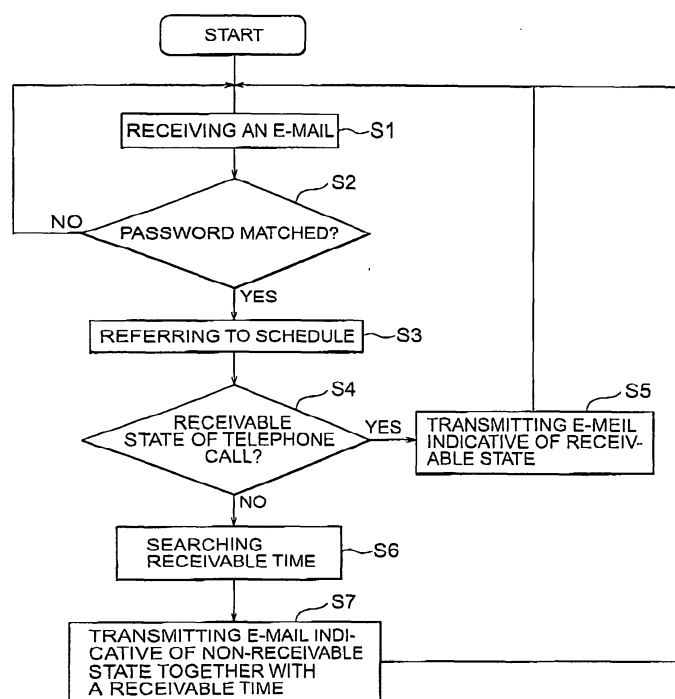 START
RECEIVING AN E-MAIL
S1
S2
NO
PASSWORD MATCHED?
YES
REFERRING TO SCHEDULE
S3
S4
RECEIVABLE
STATE OF TELEPHONE
CALL?
YES
S5
TRANSMITTING E-MEIL
INDICATIVE OF RECEIV-
ABLE STATE
NO
SEARCHING
RECEIVABLE TIME
S6
S7
TRANSMITTING E-MAIL INDI-
CATIVE OF NON-RECEIVABLE
STATE TOGETHER WITH
A RECEIVABLE TIME